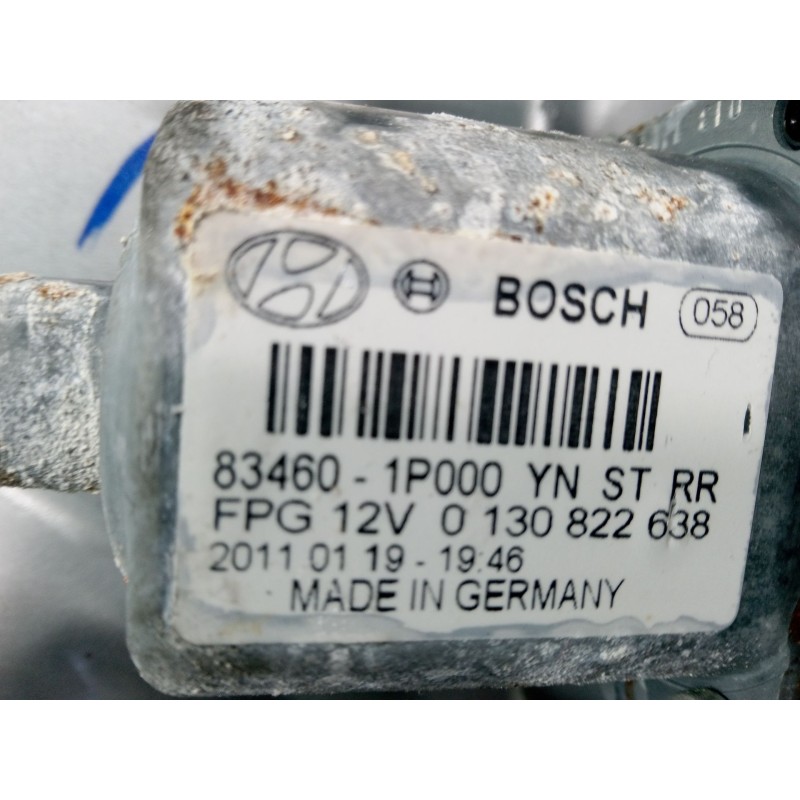 BOSCH 058
83460 - 1P000 YN ST RR
FPG 12V 0 130 822 638
2011 01 19 - 19:46
MADE IN GERMANY